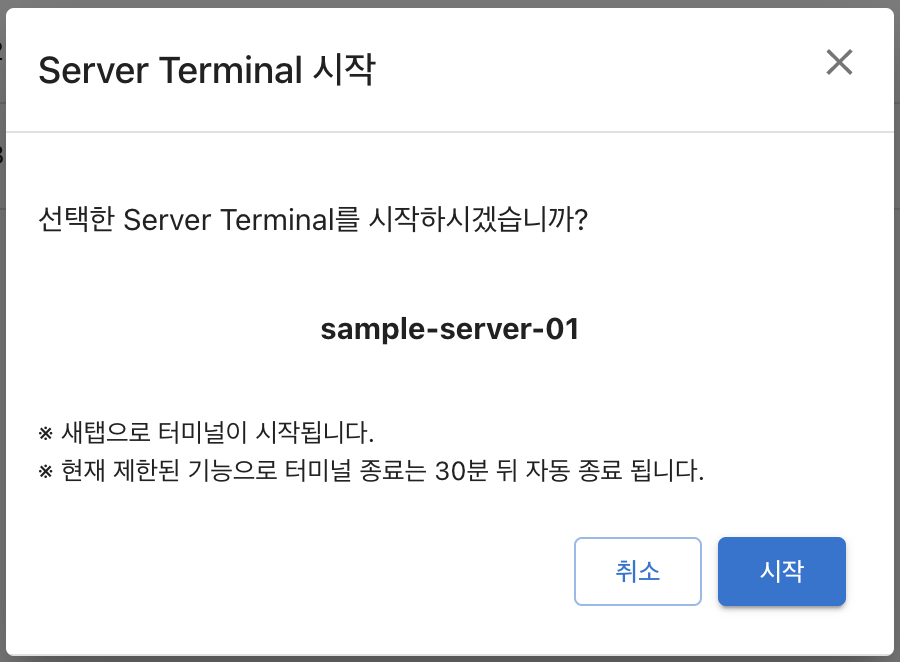 Server Terminal 시작
선택한 Server Terminal를 시작하시겠습니까?
sample-server-01
※ 새탭으로 터미널이 시작됩니다.
※ 현재 제한된 기능으로 터미널 종료는 30분 뒤 자동 종료 됩니다.
취소
시작